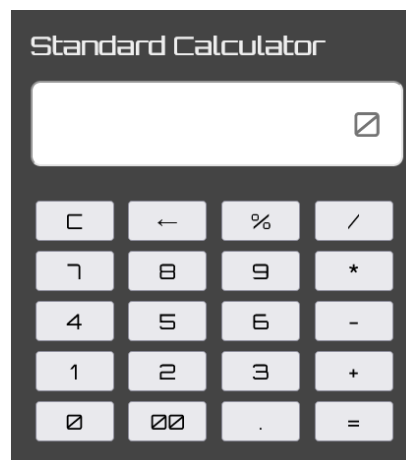 Standard Calculator
0
C ← % /
7 8 9 *
4 5 6 -
1 2 3 +
0 00 . =